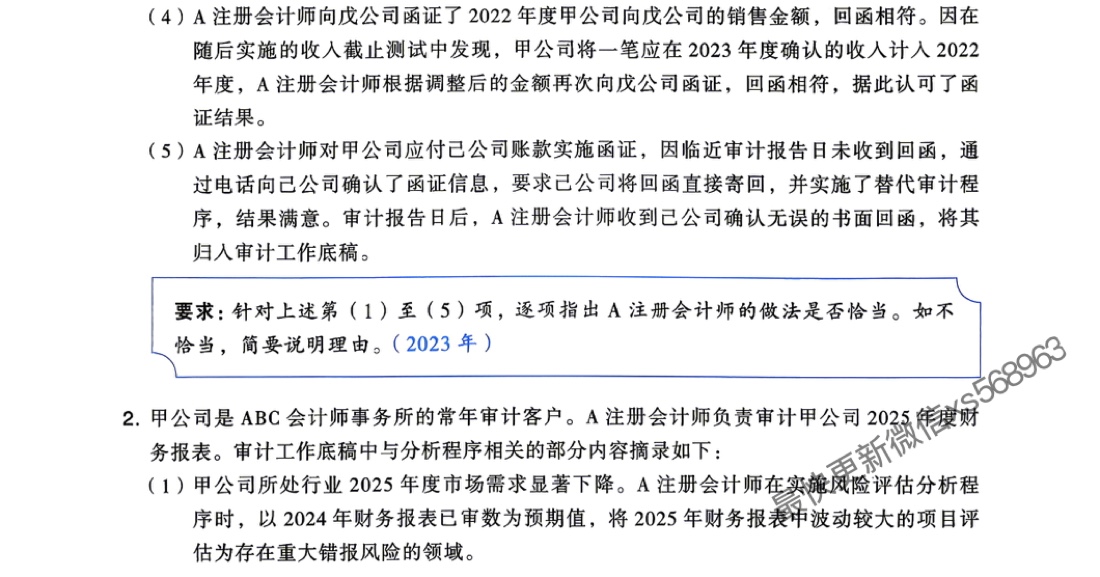 （4）A 注册会计师向戊公司函证了 2022 年度甲公司向戊公司的销售金额，回函相符。因在
随后实施的收入截止测试中发现，甲公司将一笔应在 2023 年度确认的收入计入 2022
年度，A 注册会计师根据调整后的金额再次向戊公司函证，回函相符，据此认可了函
证结果。
（5）A 注册会计师对甲公司应付己公司账款实施函证，因临近审计报告日未收到回函，通
过电话向己公司确认了函证信息，要求己公司将回函直接寄回，并实施了替代审计程
序，结果满意。审计报告日后，A 注册会计师收到己公司确认无误的书面回函，将其
归入审计工作底稿。
要求：针对上述第（1）至（5）项，逐项指出 A 注册会计师的做法是否恰当。如不
恰当，简要说明理由。（2023 年）
2. 甲公司是 ABC 会计师事务所的常年审计客户。A 注册会计师负责审计甲公司 2025 年度财
务报表。审计工作底稿中与分析程序相关的部分内容摘录如下：
（1）甲公司所处行业 2025 年度市场需求显著下降。A 注册会计师在实施风险评估分析程
序时，以 2024 年财务报表已审数为预期值，将 2025 年财务报表中波动较大的项目评
估为存在重大错报风险的领域。
最快更新微信xs568963